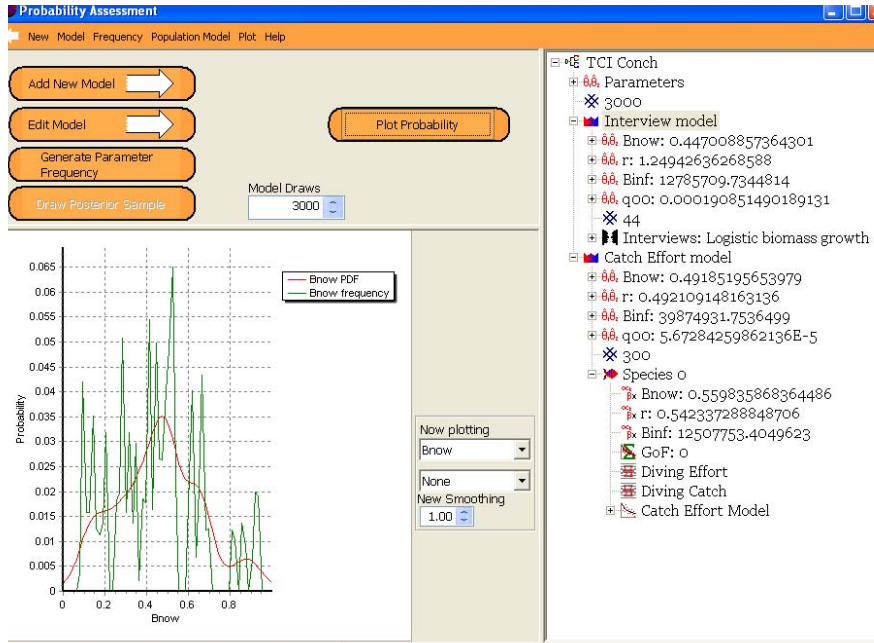 Probability Assessment
New Model Frequency Population Model Plot Help
Add New Model
Edit Model
Generate Parameter
Frequency
Draw Posterior Sample
Plot Probability
Model Draws
3000
Bnow PDF
Bnow frequency
0.065
0.06
0.055
0.05
0.045
0.04
0.035
0.03
0.025
0.02
0.015
0.01
0.005
0
Probability
0 0.2 0.4 0.6 0.8
Bnow
Now plotting
Bnow
None
New Smoothing
1.00
TCI Conch
Parameters
3000
Interview model
Bnow: 0.447008857364301
r: 1.24942636268588
Binf: 12785709.7344814
q00: 0.000190851490189131
44
Interviews: Logistic biomass growth
Catch Effort model
Bnow: 0.49185195653979
r: 0.492109148163136
Binf: 39874931.7536499
q00: 5.67284259862136E-5
300
Species 0
Bnow: 0.559835868364486
r: 0.542337288848706
Binf: 12507753.4049623
GoF: 0
Diving Effort
Diving Catch
Catch Effort Model